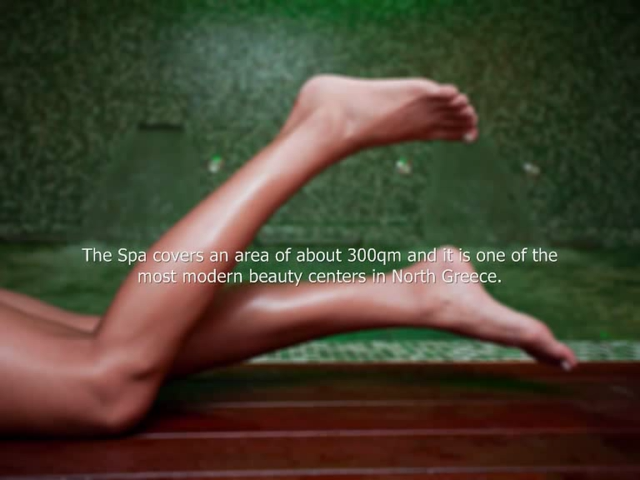 The Spa covers an area of about 300qm and it is one of the
most modern beauty centers in North Greece.